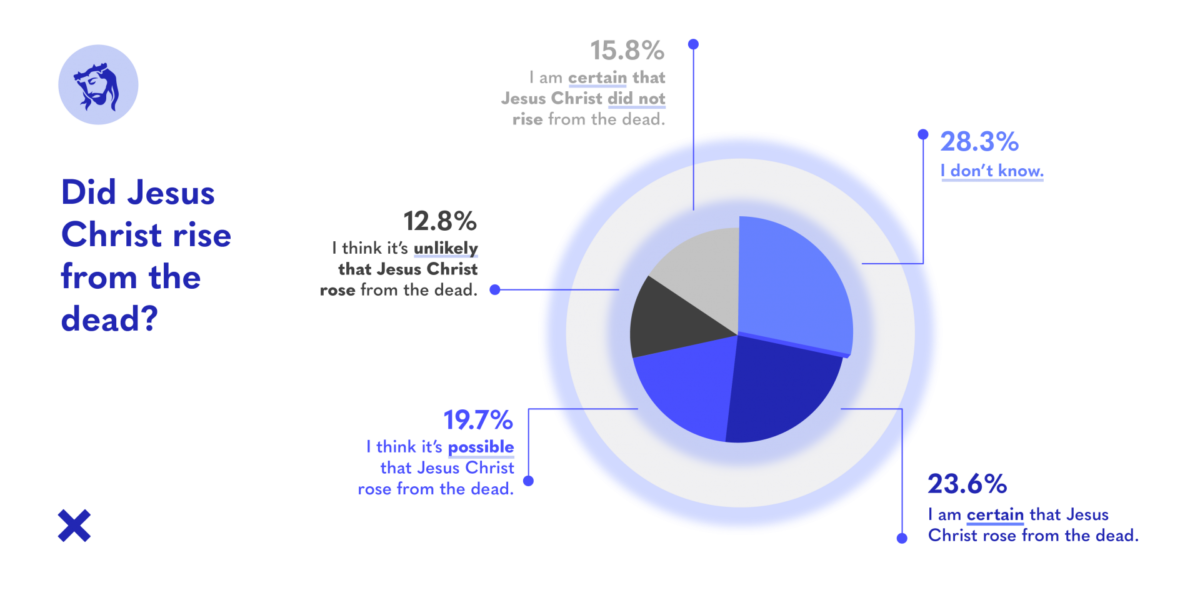 Did Jesus
Christ rise
from the
dead?
15.8%
I am certain that
Jesus Christ did not
rise from the dead.
28.3%
I don’t know.
12.8%
I think it’s unlikely
that Jesus Christ
rose from the dead.
19.7%
I think it’s possible
that Jesus Christ
rose from the dead.
23.6%
I am certain that Jesus
Christ rose from the dead.